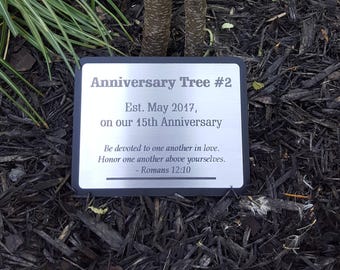 Anniversary Tree #2
Est. May 2017,
on our 15th Anniversary
Be devoted to one another in love.
Honor one another above yourselves.
- Romans 12:10